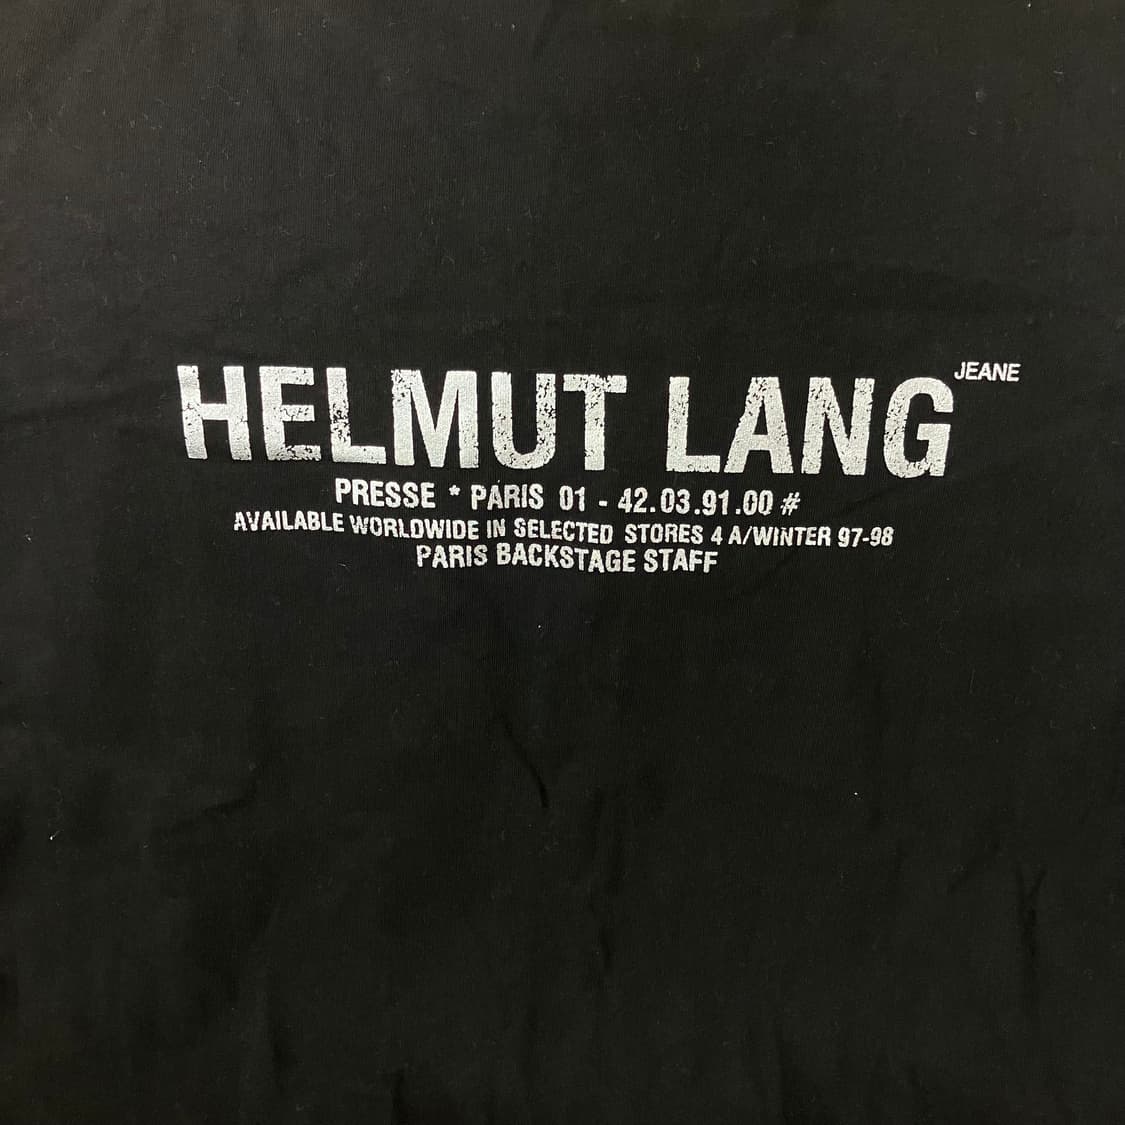 HELMUT LANG JEANE
PRESSE * PARIS 01 - 42.03.91.00 #
AVAILABLE WORLDWIDE IN SELECTED STORES 4 A/WINTER 97-98
PARIS BACKSTAGE STAFF